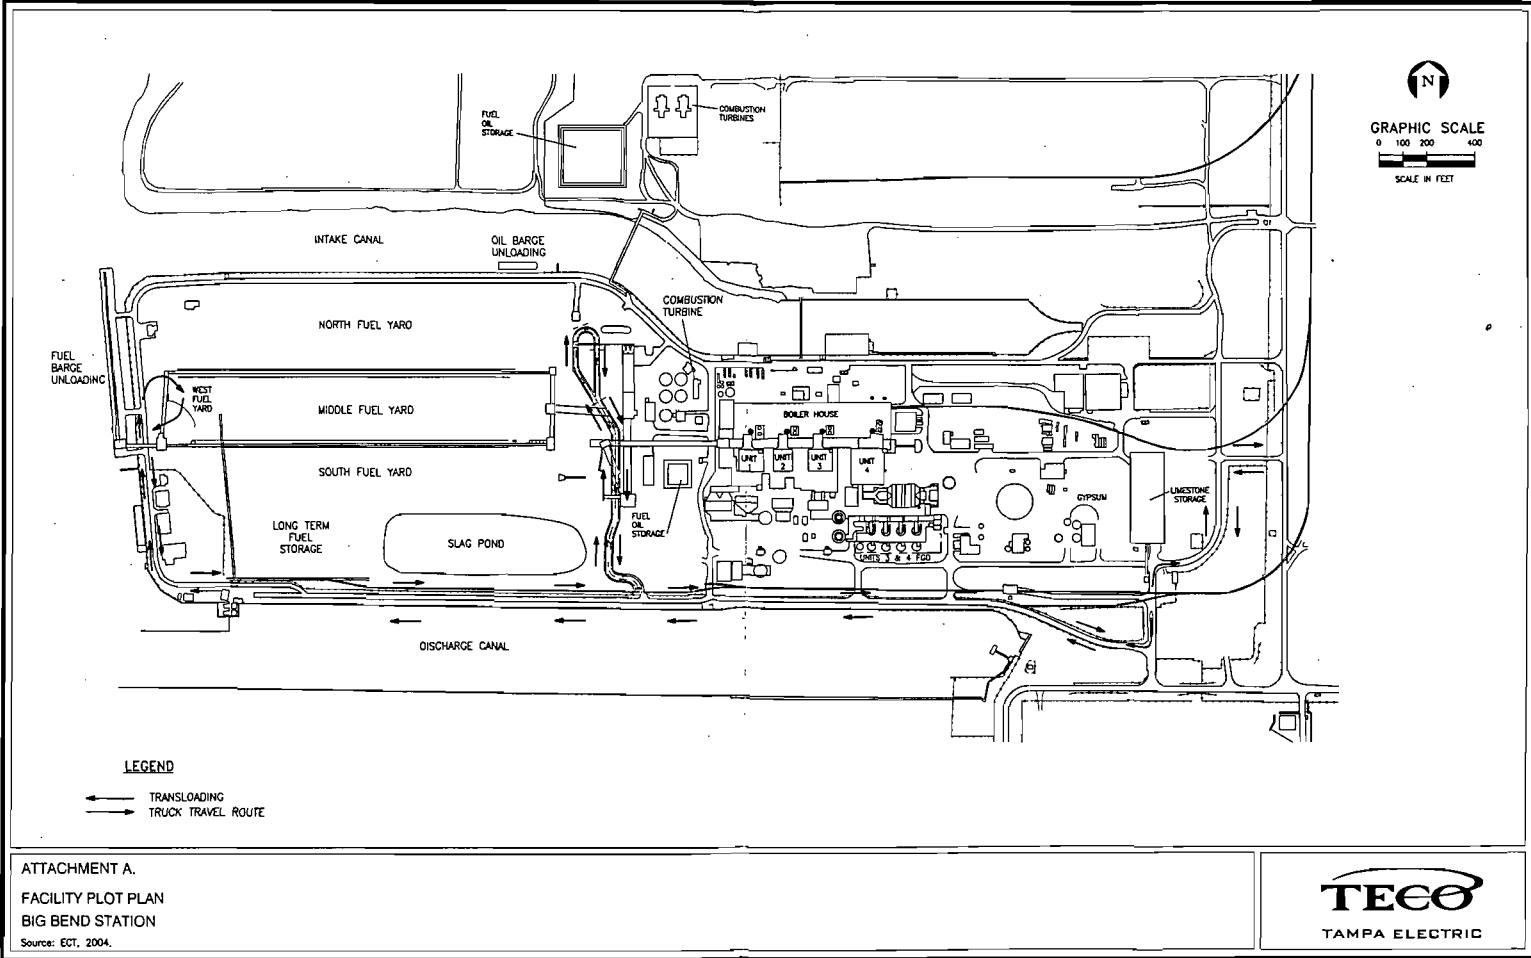 N
GRAPHIC SCALE
0 100 200 400
SCALE IN FEET
FUEL
OIL
STORAGE
COMBUSTION
TURBINES
INTAKE CANAL
OIL BARGE
UNLOADING
COMBUSTION
TURBINE
NORTH FUEL YARD
FUEL
BARGE
UNLOADING
WEST
FUEL
YARD
MIDDLE FUEL YARD
BOILER HOUSE
SOUTH FUEL YARD
UNIT
1
UNIT
2
UNIT
3
UNIT
4
GYPSUM
LIMESTONE
STORAGE
LONG TERM
FUEL
STORAGE
SLAG POND
FUEL
OIL
STORAGE
UNITS 3 & 4 FGD
DISCHARGE CANAL
LEGEND
TRANSLOADING
TRUCK TRAVEL ROUTE
ATTACHMENT A.
FACILITY PLOT PLAN
BIG BEND STATION
Source: ECT, 2004.
TECO
TAMPA ELECTRIC